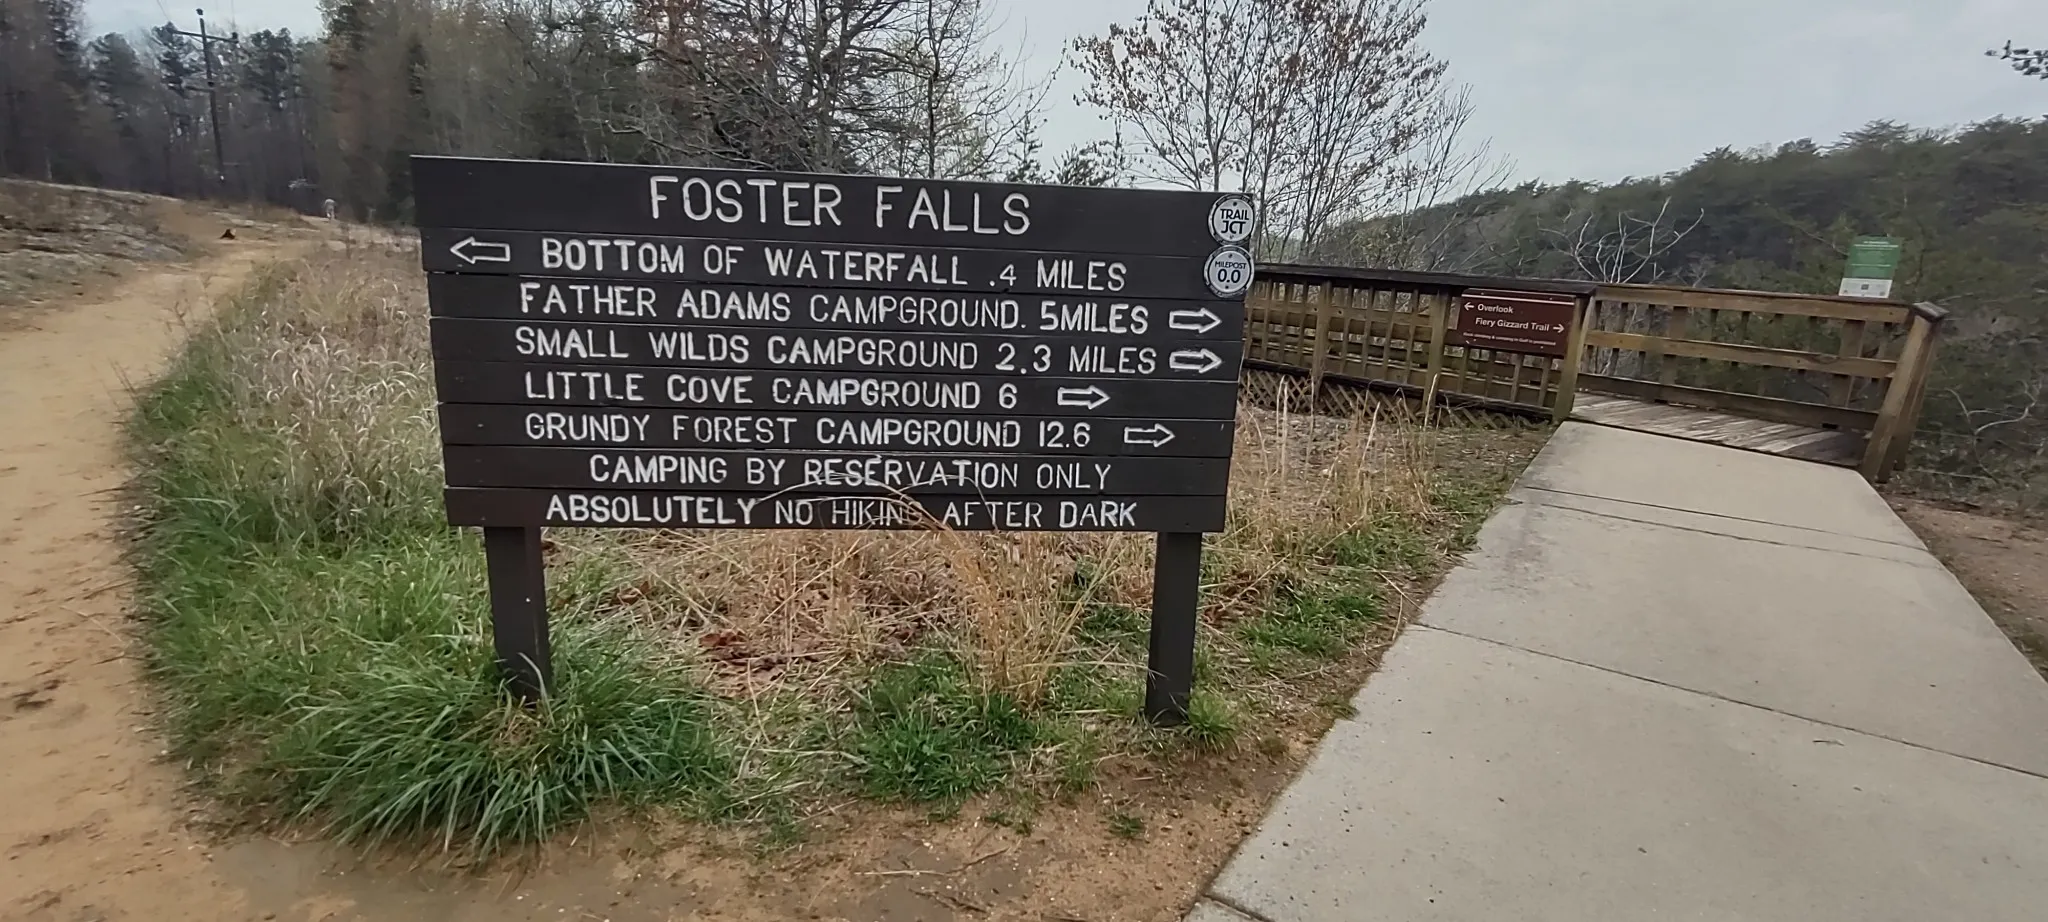 FOSTER FALLS
BOTTOM OF WATERFALL .4 MILES
FATHER ADAMS CAMPGROUND .5MILES
SMALL WILDS CAMPGROUND 2.3 MILES
LITTLE COVE CAMPGROUND 6
GRUNDY FOREST CAMPGROUND 12.6
CAMPING BY RESERVATION ONLY
ABSOLUTELY NO HIKING AFTER DARK
TRAIL
JCT
MILEPOST
0.0
Overlook
Fiery Gizzard Trail